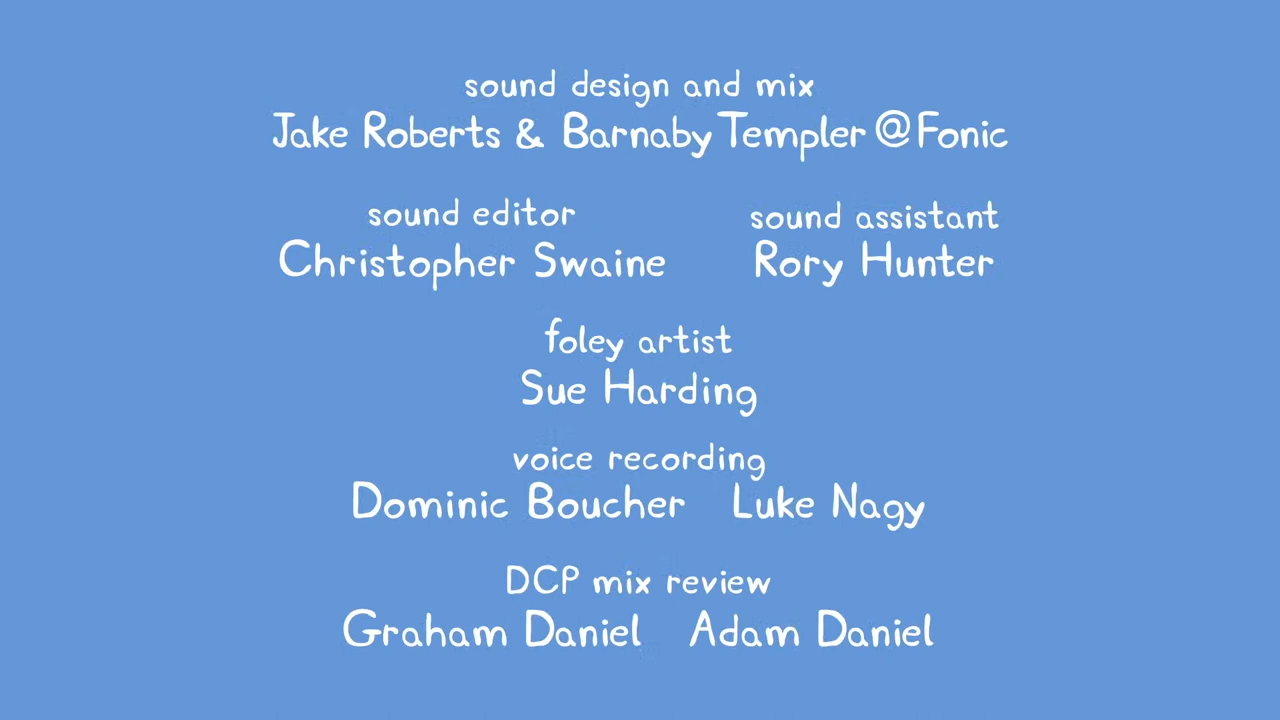 sound design and mix
Jake Roberts & Barnaby Templer @Fonic
sound editor
Christopher Swaine
sound assistant
Rory Hunter
foley artist
Sue Harding
voice recording
Dominic Boucher Luke Nagy
DCP mix review
Graham Daniel Adam Daniel